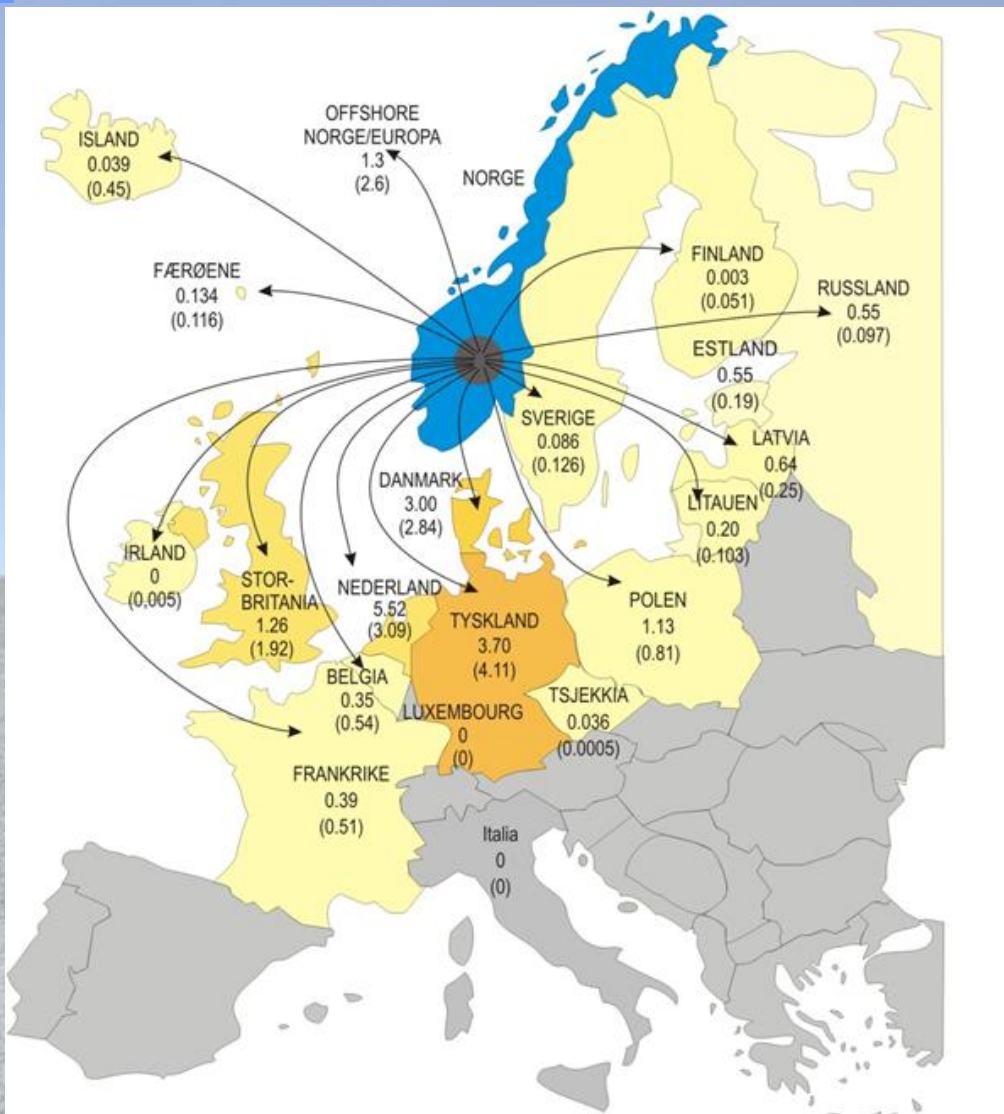 ISLAND
0.039
(0.45)
OFFSHORE
NORGE/EUROPA
1.3
(2.6)
NORGE
FÆRØENE
0.134
(0.116)
FINLAND
0.003
(0.051)
RUSSLAND
0.55
(0.097)
ESTLAND
0.55
(0.19)
SVERIGE
0.086
(0.126)
LATVIA
0.64
(0.25)
DANMARK
3.00
(2.84)
LITAUEN
0.20
(0.103)
IRLAND
0
(0,005)
STOR-
BRITANIA
1.26
(1.92)
NEDERLAND
5.52
(3.09)
TYSKLAND
3.70
(4.11)
POLEN
1.13
(0.81)
BELGIA
0.35
(0.54)
LUXEMBOURG
0
(0)
TSJEKKIA
0.036
(0.0005)
FRANKRIKE
0.39
(0.51)
Italia
0
(0)